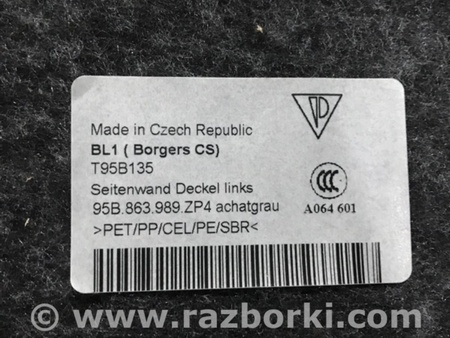 Made in Czech Republic
BL1 ( Borgers CS)
T95B135
Seitenwand Deckel links
95B.863.989.ZP4 achatgrau
>PET/PP/CEL/PE/SBR<
CCC
A064 601
© www.razborki.com